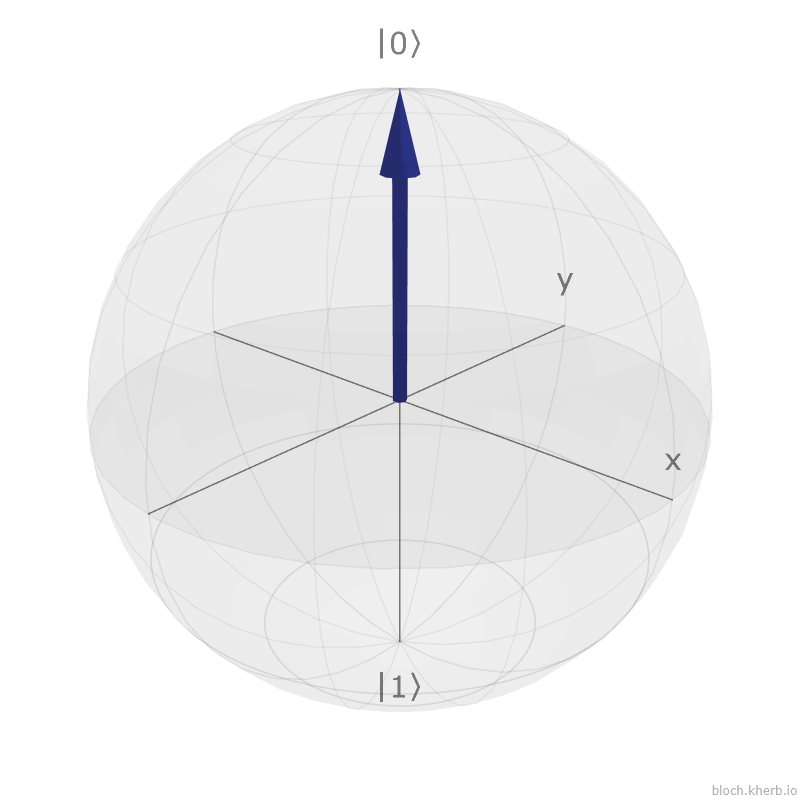 |0⟩
y
x
|1⟩
bloch.kherb.io